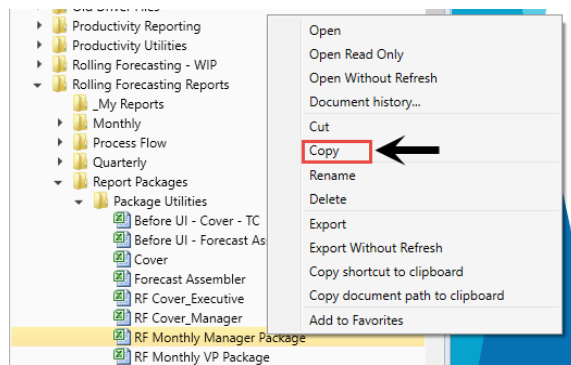 Old Driver Files
Productivity Reporting
Productivity Utilities
Rolling Forecasting - WIP
Rolling Forecasting Reports
_My Reports
Monthly
Process Flow
Quarterly
Report Packages
Package Utilities
Before UI - Cover - TC
Before UI - Forecast As
Cover
Forecast Assembler
RF Cover_Executive
RF Cover_Manager
RF Monthly Manager Package
RF Monthly VP Package
Open
Open Read Only
Open Without Refresh
Document history...
Cut
Copy
Rename
Delete
Export
Export Without Refresh
Copy shortcut to clipboard
Copy document path to clipboard
Add to Favorites